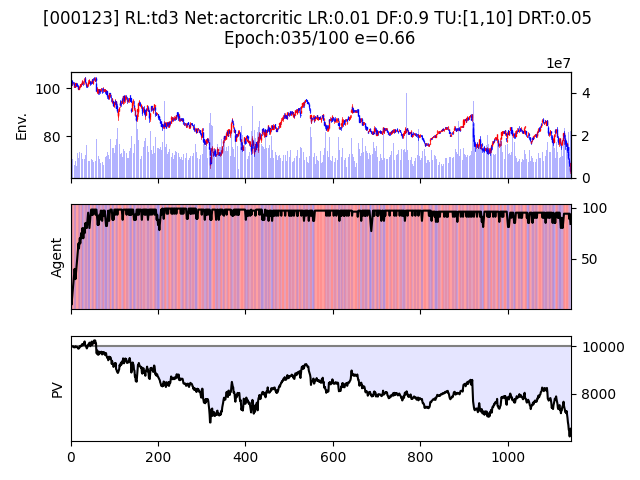 [000123] RL:td3 Net:actorcritic LR:0.01 DF:0.9 TU:[1,10] DRT:0.05
Epoch:035/100 e=0.66
1e7
Env.
100
80
4
2
0
Agent
100
50
PV
10000
8000
0
200
400
600
800
1000